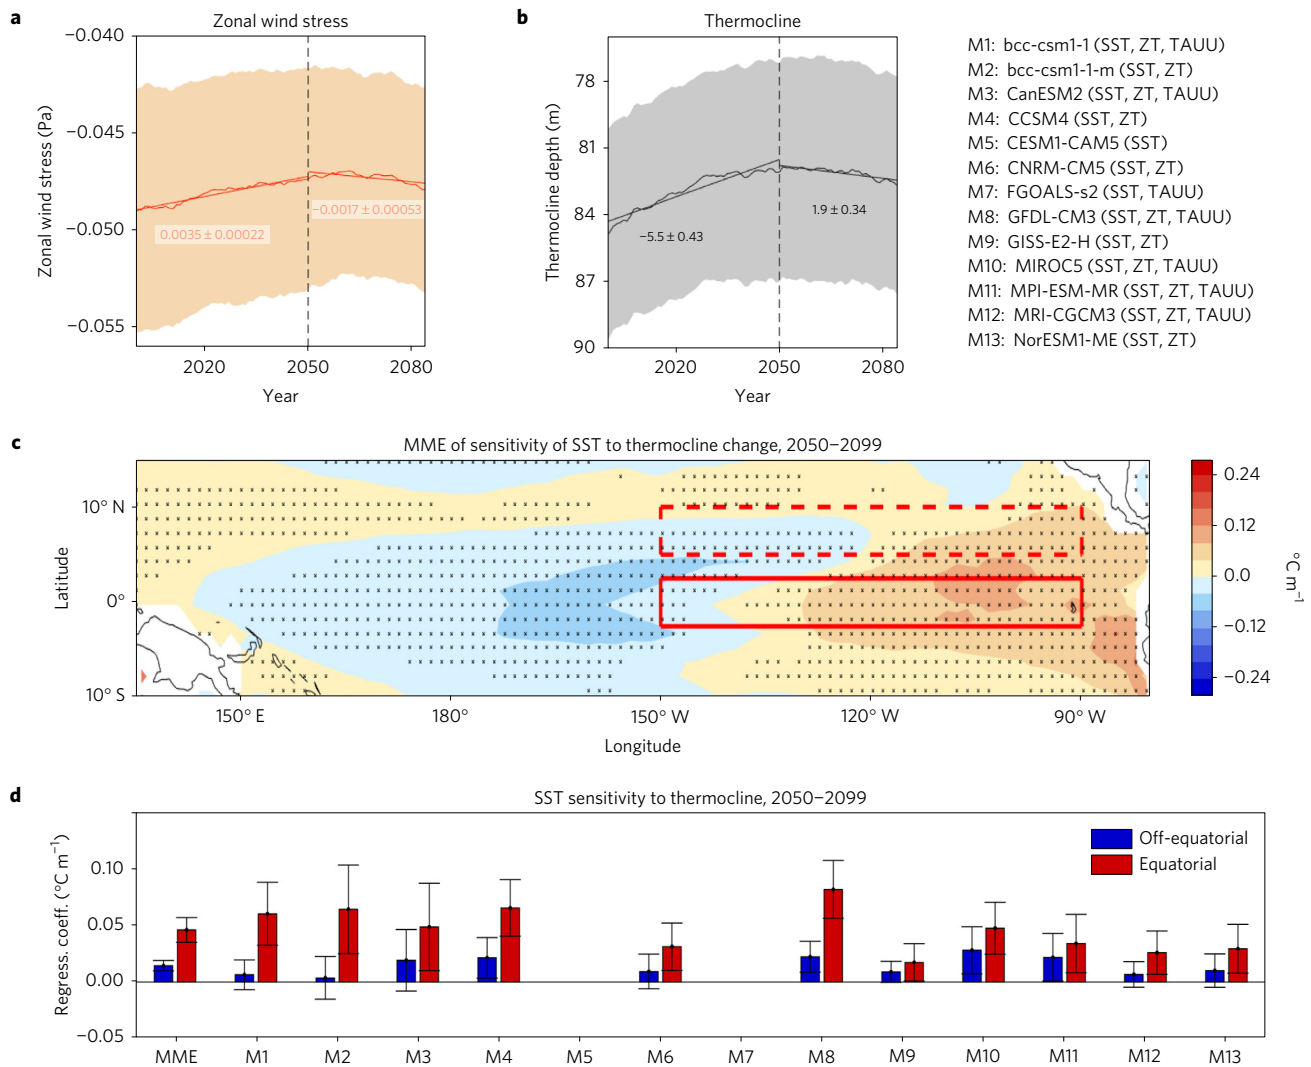 a
Zonal wind stress
−0.040
−0.045
−0.050
−0.055
Zonal wind stress (Pa)
0.0035 ± 0.00022
−0.0017 ± 0.00053
2020
2050
2080
Year
b
Thermocline
78
81
84
87
90
Thermocline depth (m)
−5.5 ± 0.43
1.9 ± 0.34
2020
2050
2080
Year
M1: bcc-csm1-1 (SST, ZT, TAUU)
M2: bcc-csm1-1-m (SST, ZT)
M3: CanESM2 (SST, ZT, TAUU)
M4: CCSM4 (SST, ZT)
M5: CESM1-CAM5 (SST)
M6: CNRM-CM5 (SST, ZT)
M7: FGOALS-s2 (SST, TAUU)
M8: GFDL-CM3 (SST, ZT, TAUU)
M9: GISS-E2-H (SST, ZT)
M10: MIROC5 (SST, ZT, TAUU)
M11: MPI-ESM-MR (SST, ZT, TAUU)
M12: MRI-CGCM3 (SST, ZT, TAUU)
M13: NorESM1-ME (SST, ZT)
c
MME of sensitivity of SST to thermocline change, 2050−2099
10° N
0°
10° S
Latitude
150° E
180°
150° W
120° W
90° W
Longitude
0.24
0.12
0.0
−0.12
−0.24
°C m⁻¹
d
SST sensitivity to thermocline, 2050−2099
Off-equatorial
Equatorial
0.10
0.05
0.00
−0.05
Regress. coeff. (°C m⁻¹)
MME
M1
M2
M3
M4
M5
M6
M7
M8
M9
M10
M11
M12
M13